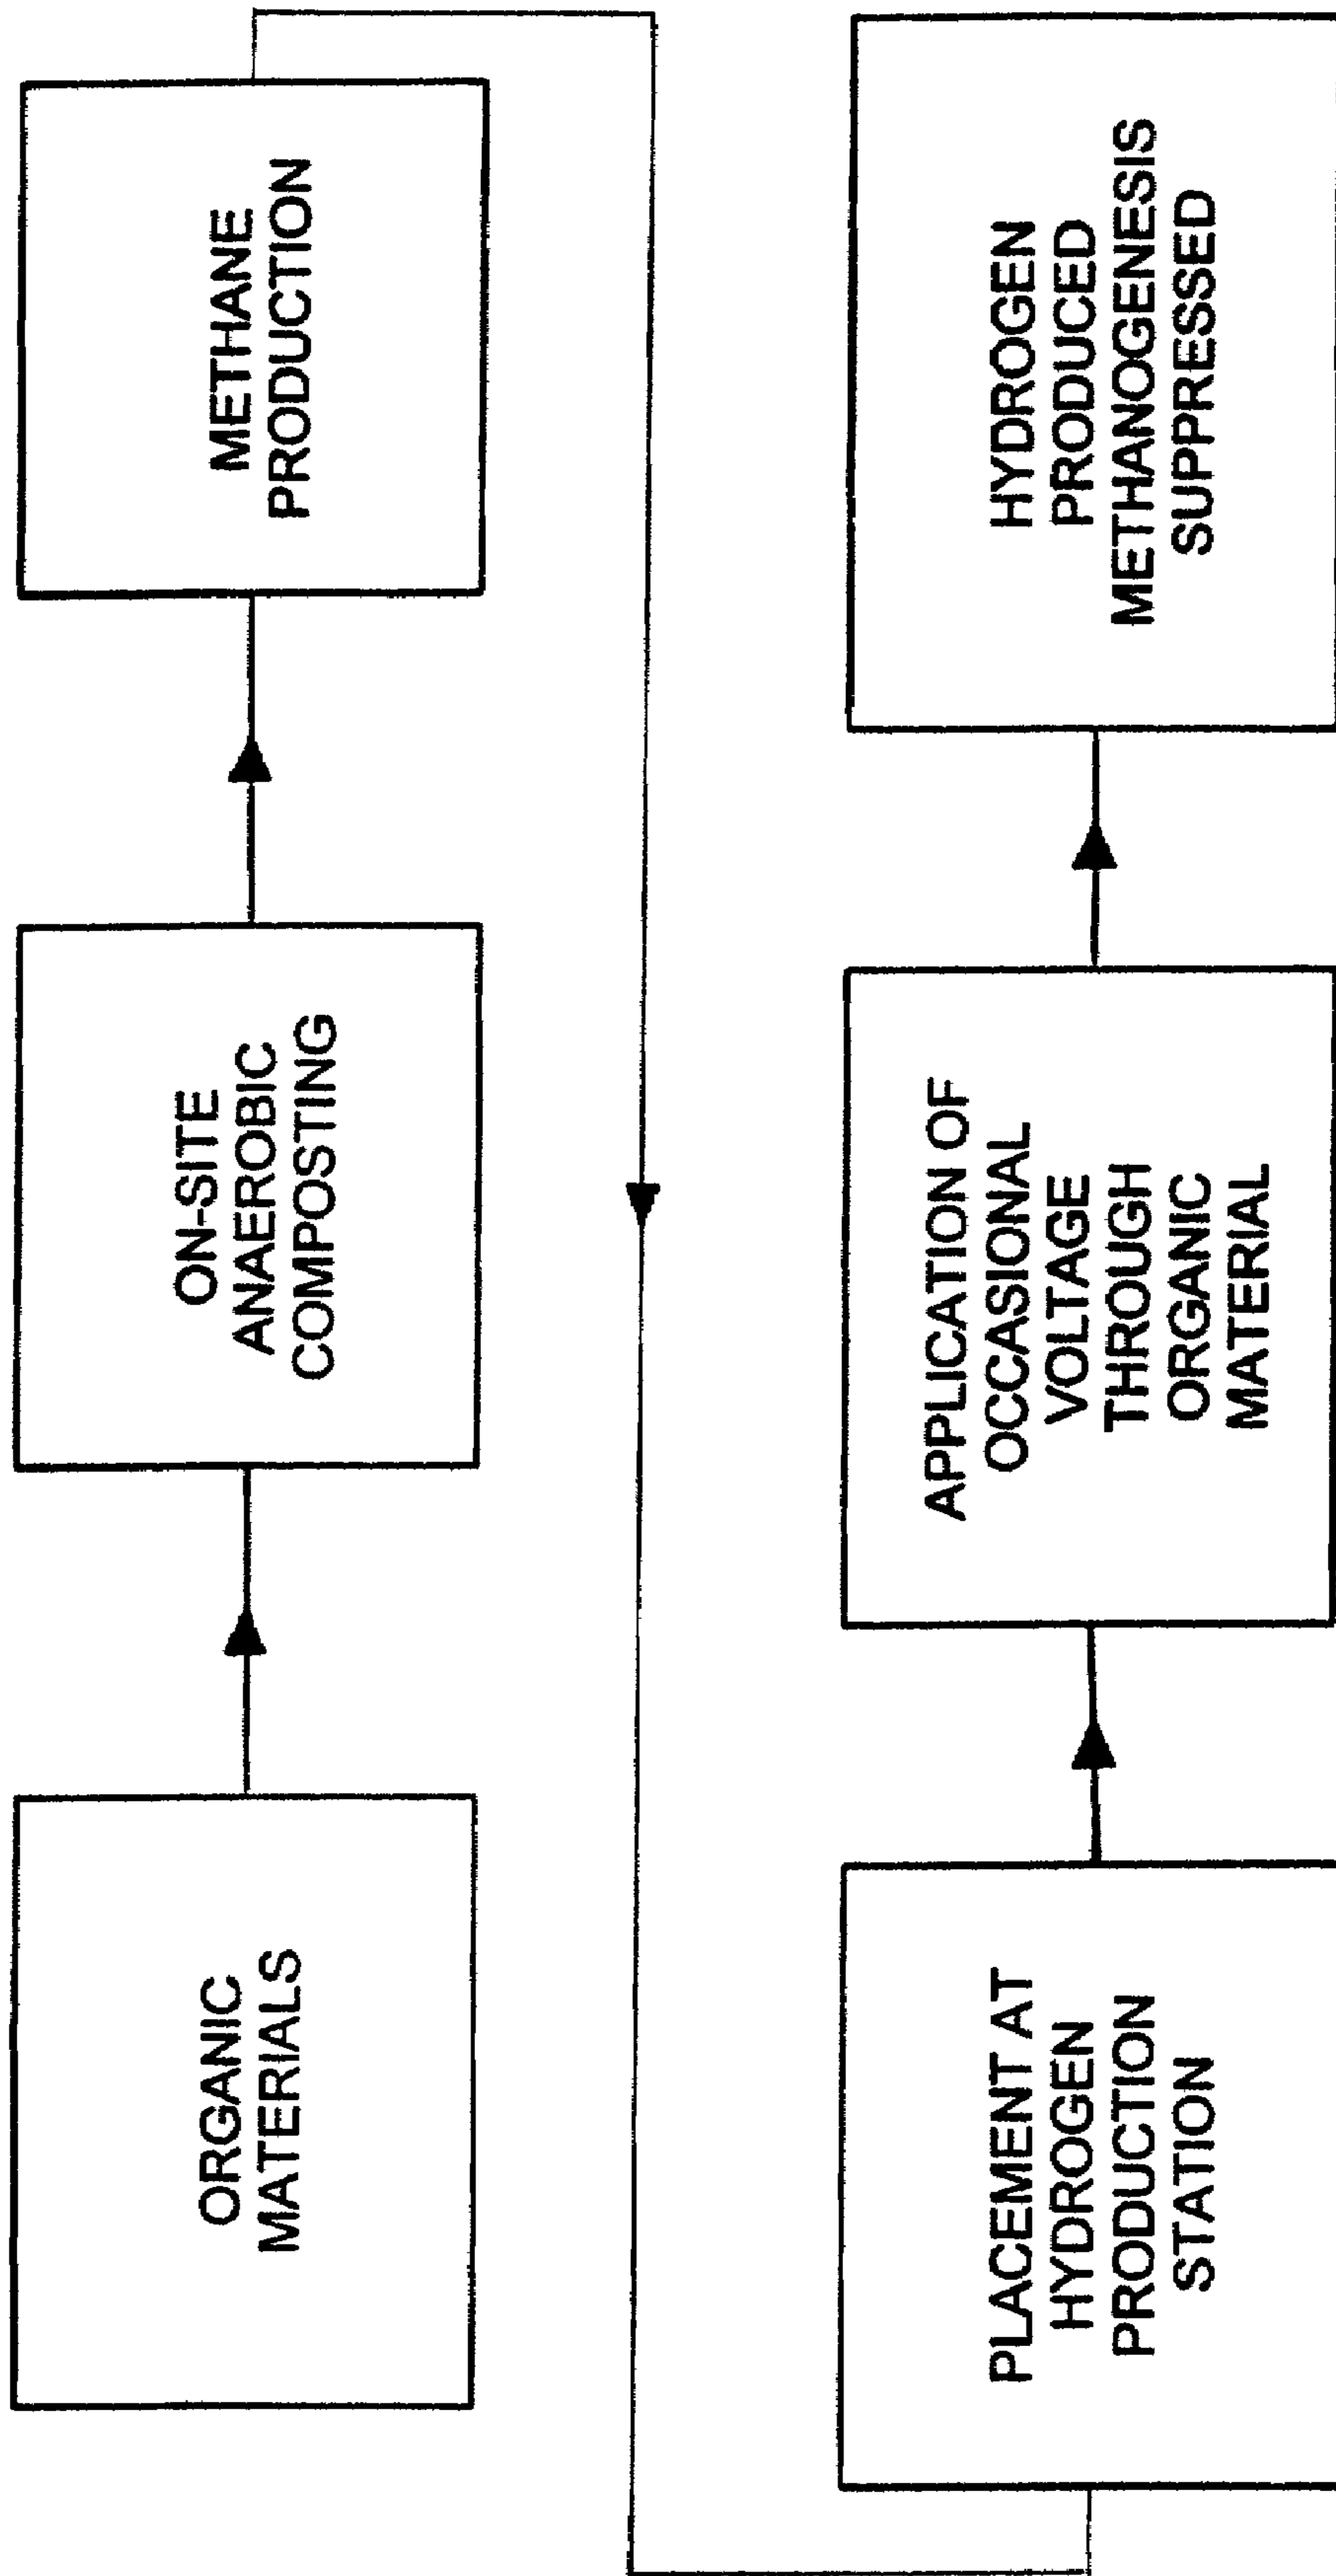 ORGANIC
MATERIALS
ON-SITE
ANAEROBIC
COMPOSTING
METHANE
PRODUCTION
PLACEMENT AT
HYDROGEN
PRODUCTION
STATION
APPLICATION OF
OCCASIONAL
VOLTAGE
THROUGH
ORGANIC
MATERIAL
HYDROGEN
PRODUCED
METHANOGENESIS
SUPPRESSED